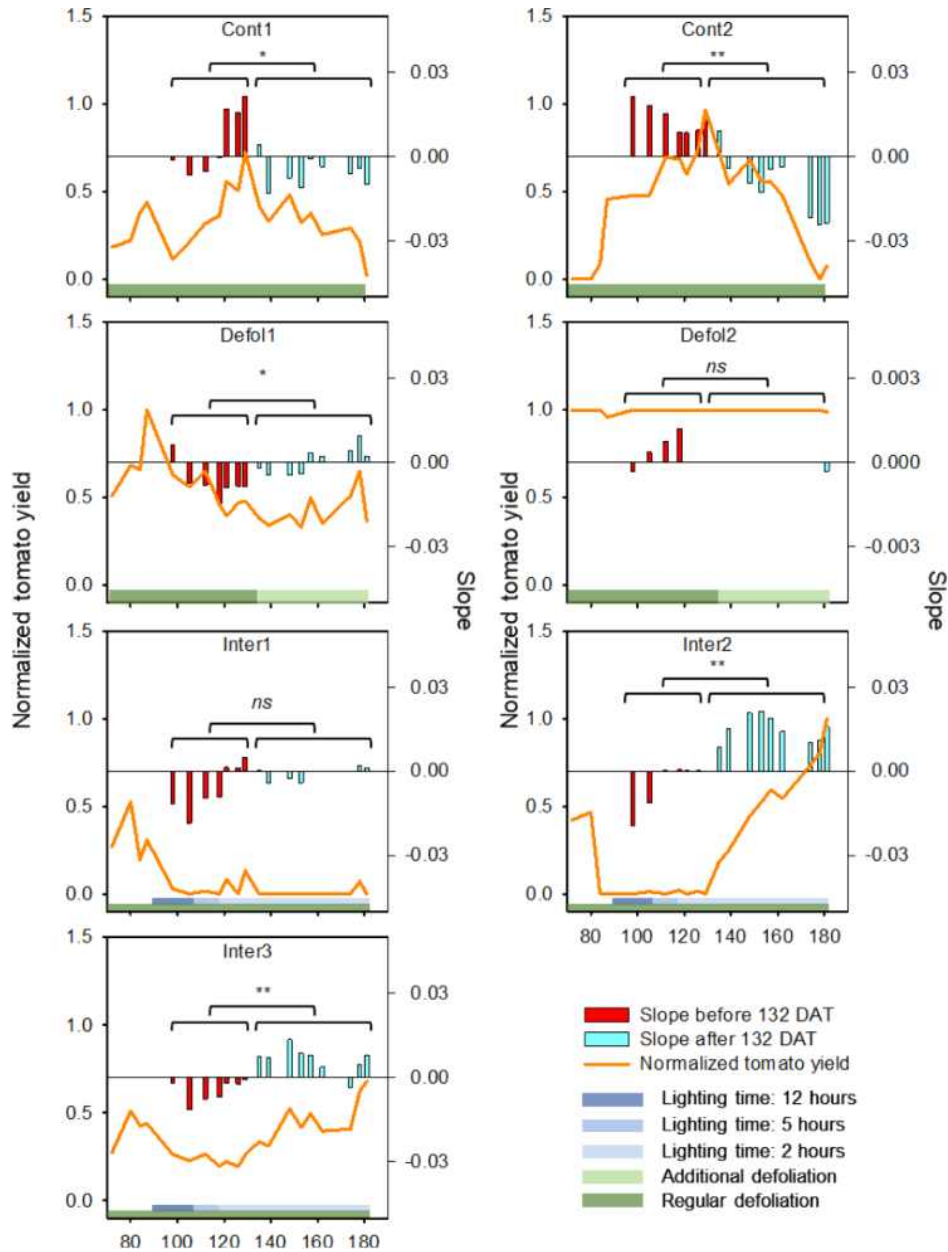 Cont1
Cont2
1.5
1.0
0.5
0.0
*
0.03
0.00
-0.03
1.5
1.0
0.5
0.0
**
0.03
0.00
-0.03
Defol1
Defol2
1.5
1.0
0.5
0.0
*
0.03
0.00
-0.03
1.5
1.0
0.5
0.0
ns
0.003
0.000
-0.003
Normalized tomato yield
Slope
Normalized tomato yield
Slope
Inter1
Inter2
1.5
1.0
0.5
0.0
ns
0.03
0.00
-0.03
1.5
1.0
0.5
0.0
**
0.03
0.00
-0.03
80 100 120 140 160 180
Inter3
1.5
1.0
0.5
0.0
**
0.03
0.00
-0.03
80 100 120 140 160 180
Slope before 132 DAT
Slope after 132 DAT
Normalized tomato yield
Lighting time: 12 hours
Lighting time: 5 hours
Lighting time: 2 hours
Additional defoliation
Regular defoliation